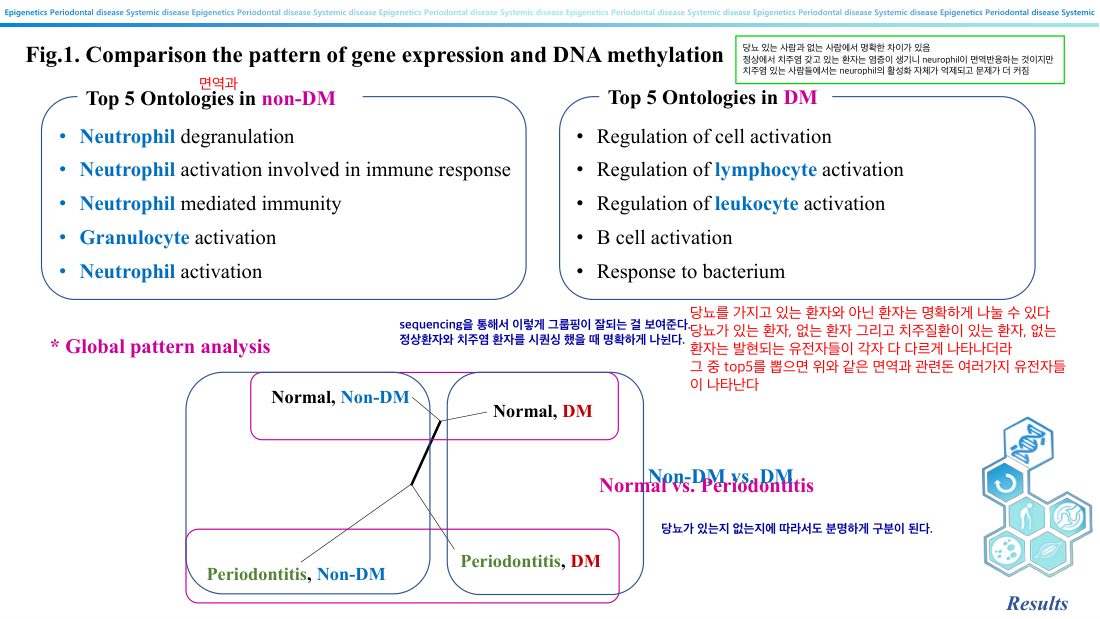 Epigenetics Periodontal disease Systemic disease Epigenetics Periodontal disease Systemic disease Epigenetics Periodontal disease Systemic disease Epigenetics Periodontal disease Systemic disease Epigenetics Periodontal disease Systemic disease Epigenetics Periodontal disease Systemic
Fig.1. Comparison the pattern of gene expression and DNA methylation
당뇨 있는 사람과 없는 사람에서 명확한 차이가 있음
정상에서 치주염 갖고 있는 환자는 염증이 생기니 neurophil이 면역반응하는 것이지만
치주염 있는 사람들에서는 neurophil의 활성화 자체가 억제되고 문제가 더 커짐
면역과
Top 5 Ontologies in non-DM
• Neutrophil degranulation
• Neutrophil activation involved in immune response
• Neutrophil mediated immunity
• Granulocyte activation
• Neutrophil activation
Top 5 Ontologies in DM
• Regulation of cell activation
• Regulation of lymphocyte activation
• Regulation of leukocyte activation
• B cell activation
• Response to bacterium
* Global pattern analysis
sequencing을 통해서 이렇게 그룹핑이 잘되는 걸 보여준다.
정상환자와 치주염 환자를 시퀀싱 했을 때 명확하게 나뉜다.
당뇨를 가지고 있는 환자와 아닌 환자는 명확하게 나눌 수 있다
당뇨가 있는 환자, 없는 환자 그리고 치주질환이 있는 환자, 없는
환자는 발현되는 유전자들이 각자 다 다르게 나타나더라
그 중 top5를 뽑으면 위와 같은 면역과 관련돈 여러가지 유전자들
이 나타난다
Normal, Non-DM
Normal, DM
Non-DM vs. DM
Normal vs. Periodontitis
당뇨가 있는지 없는지에 따라서도 분명하게 구분이 된다.
Periodontitis, DM
Periodontitis, Non-DM
Results